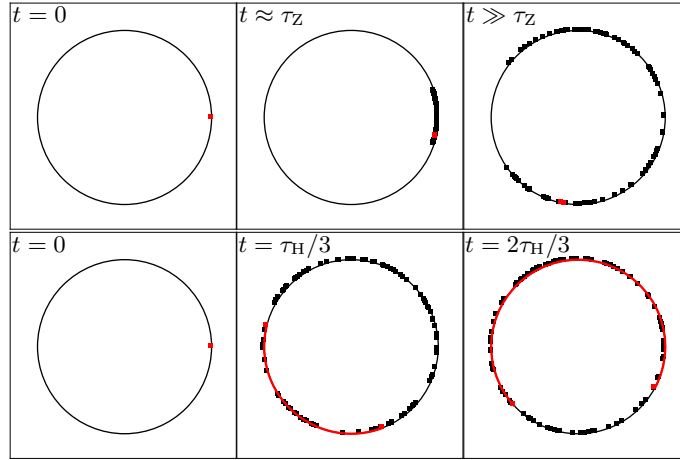 t = 0
t ≈ τ_Z
t ≫ τ_Z
t = 0
t = τ_H/3
t = 2τ_H/3